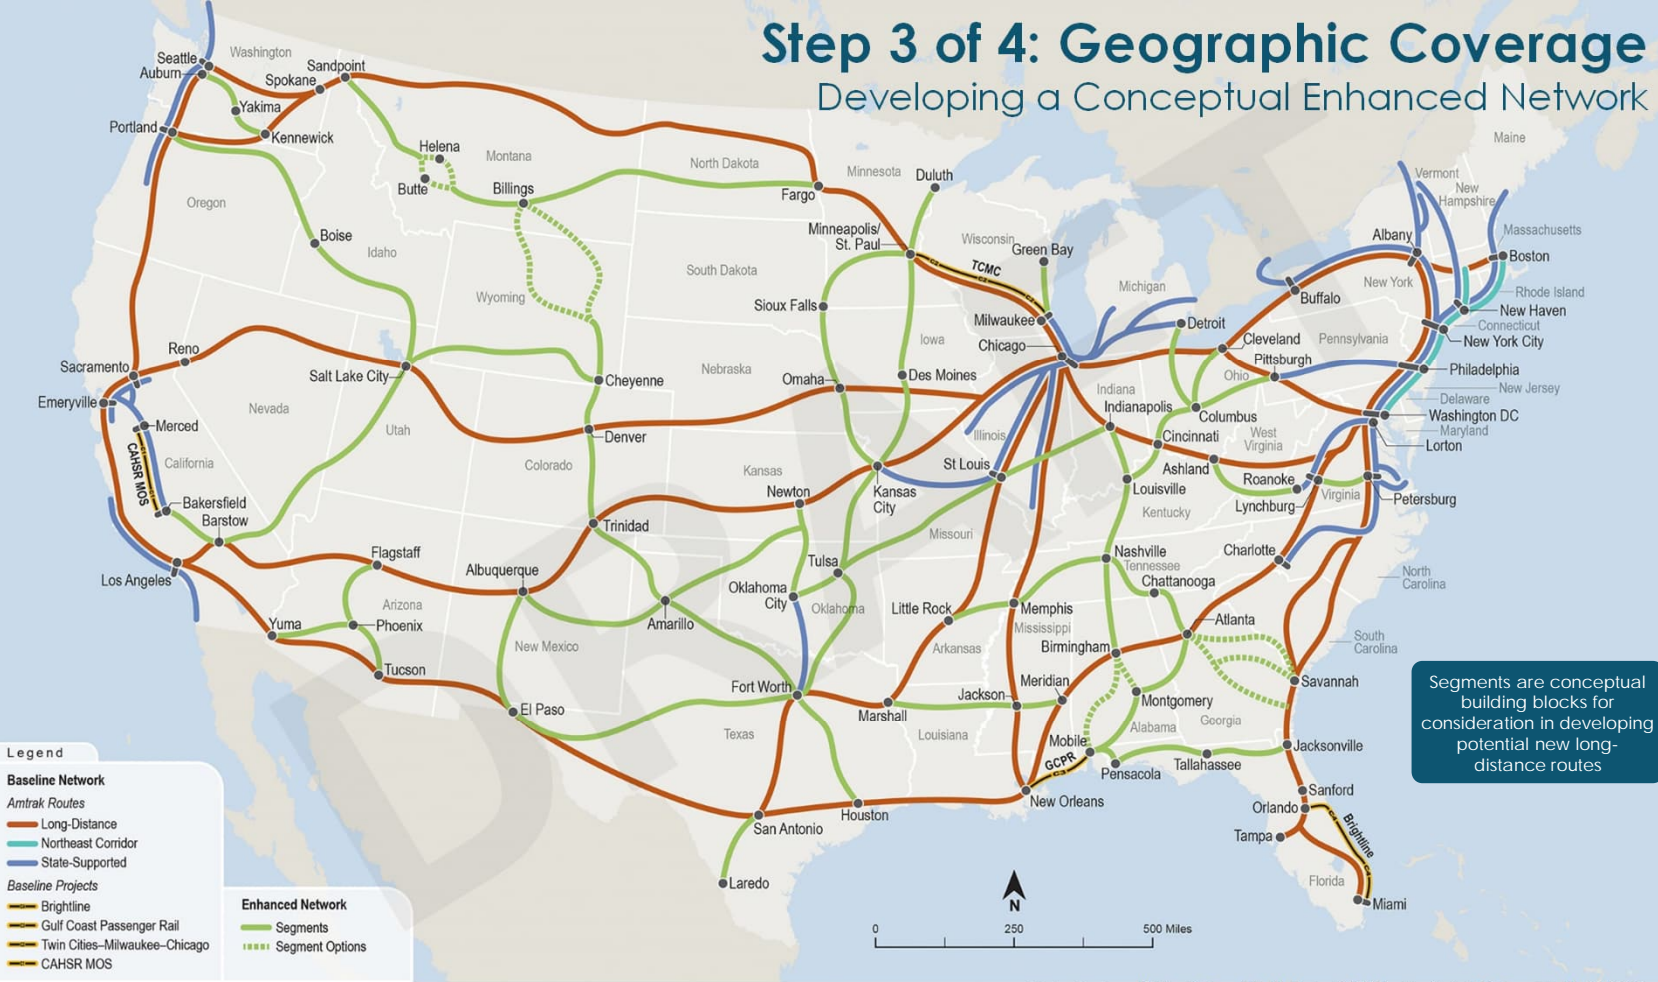 Step 3 of 4: Geographic Coverage
Developing a Conceptual Enhanced Network
Seattle
Auburn
Washington
Spokane
Sandpoint
Yakima
Portland
Kennewick
Helena
Montana
Butte
Billings
North Dakota
Fargo
Minnesota
Duluth
Maine
Vermont
New
Hampshire
Oregon
Boise
Idaho
Minneapolis/
St. Paul
Wisconsin
Green Bay
TCMC
Albany
Massachusetts
Boston
South Dakota
Wyoming
Michigan
New York
Buffalo
Rhode Island
Sioux Falls
Milwaukee
Detroit
New Haven
Connecticut
Reno
Iowa
Chicago
Cleveland
Pennsylvania
New York City
Sacramento
Salt Lake City
Cheyenne
Nebraska
Omaha
Des Moines
Pittsburgh
Ohio
Philadelphia
New Jersey
Delaware
Emeryville
Nevada
Indiana
Indianapolis
Columbus
Washington DC
Maryland
Merced
Utah
Denver
Illinois
Cincinnati
West
Virginia
Lorton
CAHSR MOS
California
Colorado
Kansas
St Louis
Ashland
Roanoke
Bakersfield
Newton
Kansas
City
Louisville
Lynchburg
Virginia
Petersburg
Barstow
Trinidad
Missouri
Kentucky
Flagstaff
Albuquerque
Tulsa
Nashville
Tennessee
Charlotte
Los Angeles
Oklahoma
City
Oklahoma
Chattanooga
North
Carolina
Arizona
Little Rock
Memphis
Yuma
Phoenix
Amarillo
Mississippi
Atlanta
New Mexico
Arkansas
Birmingham
South
Carolina
Tucson
Fort Worth
Jackson
Meridian
Savannah
El Paso
Marshall
Montgomery
Texas
Louisiana
Alabama
Georgia
Mobile
Jacksonville
GCPR
Pensacola
Tallahassee
Sanford
New Orleans
Orlando
Houston
San Antonio
Tampa
Brightline
Laredo
Florida
Miami
DRAFT
Segments are conceptual
building blocks for
consideration in developing
potential new long-
distance routes
Legend
Baseline Network
Amtrak Routes
Long-Distance
Northeast Corridor
State-Supported
Baseline Projects
Brightline
Gulf Coast Passenger Rail
Twin Cities–Milwaukee–Chicago
CAHSR MOS
Enhanced Network
Segments
Segment Options
N
0 250 500 Miles